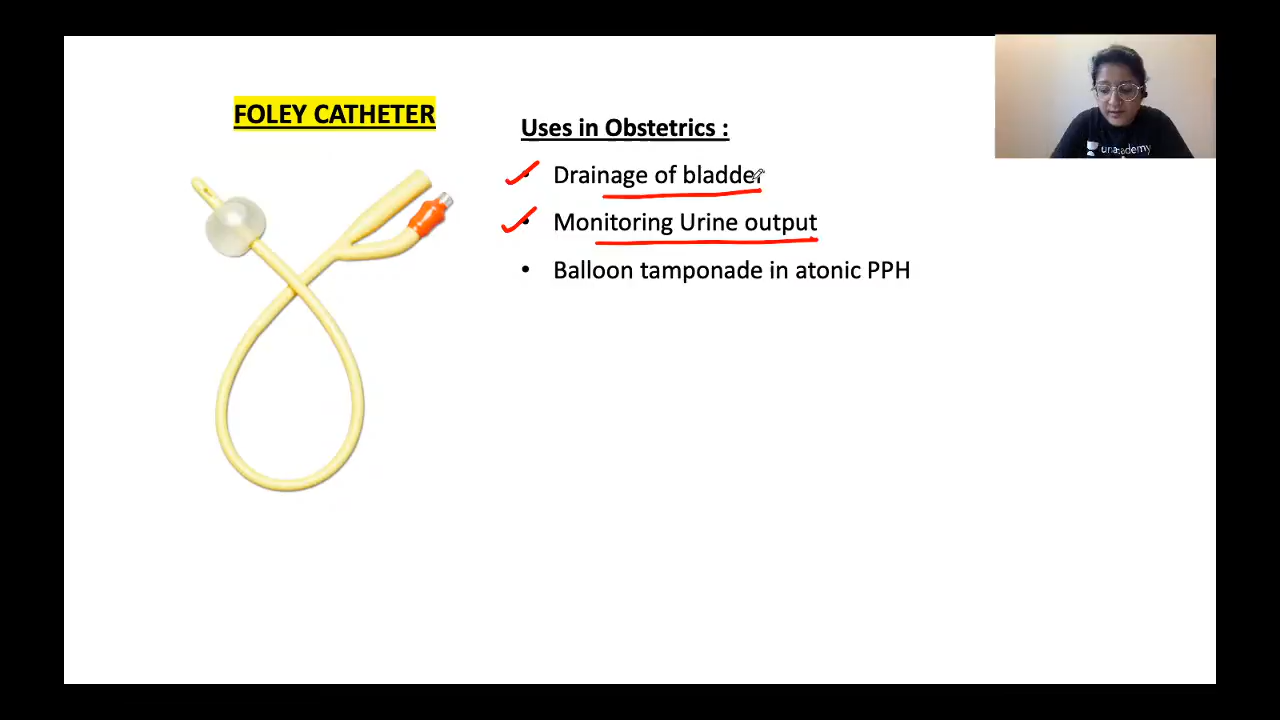 FOLEY CATHETER
Uses in Obstetrics :
• Drainage of bladder
• Monitoring Urine output
• Balloon tamponade in atonic PPH
unacademy